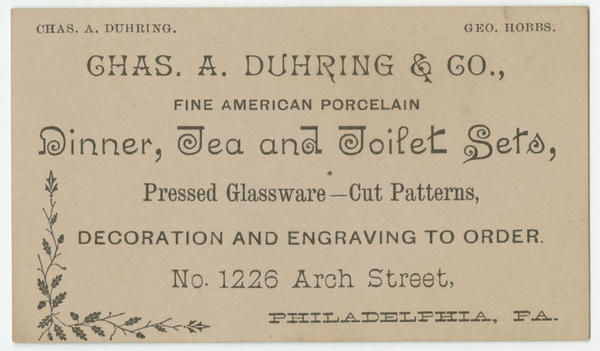 CHAS. A. DUHRING. GEO. HOBBS.
CHAS. A. DUHRING & CO.,
FINE AMERICAN PORCELAIN
Dinner, Tea and Toilet Sets,
Pressed Glassware—Cut Patterns,
DECORATION AND ENGRAVING TO ORDER.
No. 1226 Arch Street,
PHILADELPHIA, PA.